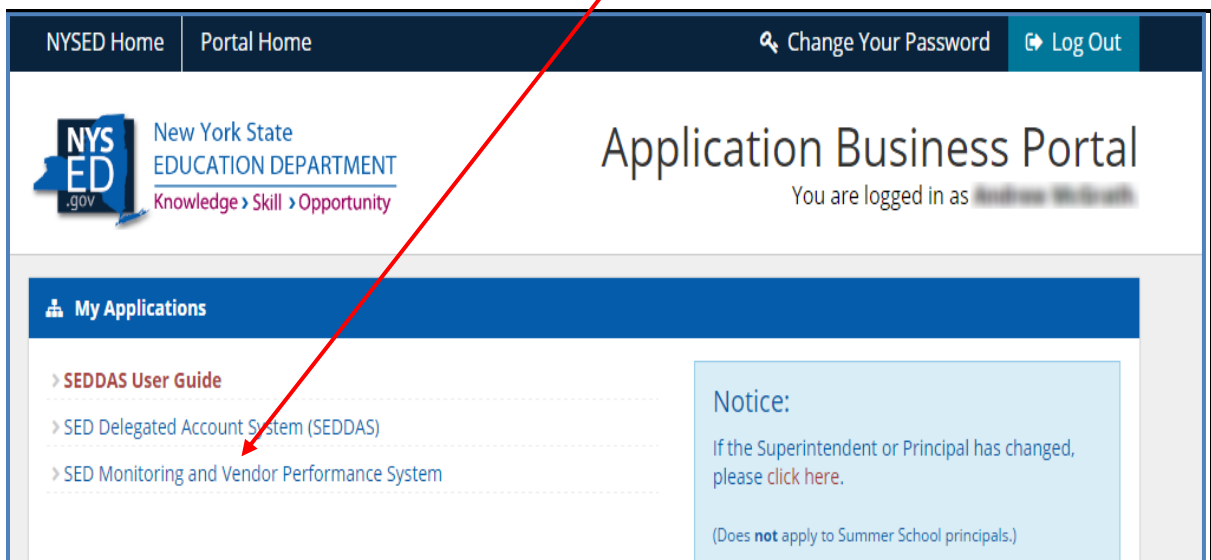 NYSED Home Portal Home Change Your Password Log Out
NYS
ED
.gov
New York State
EDUCATION DEPARTMENT
Knowledge › Skill › Opportunity
Application Business Portal
You are logged in as
My Applications
SEDDAS User Guide
SED Delegated Account System (SEDDAS)
SED Monitoring and Vendor Performance System
Notice:
If the Superintendent or Principal has changed,
please click here.
(Does not apply to Summer School principals.)